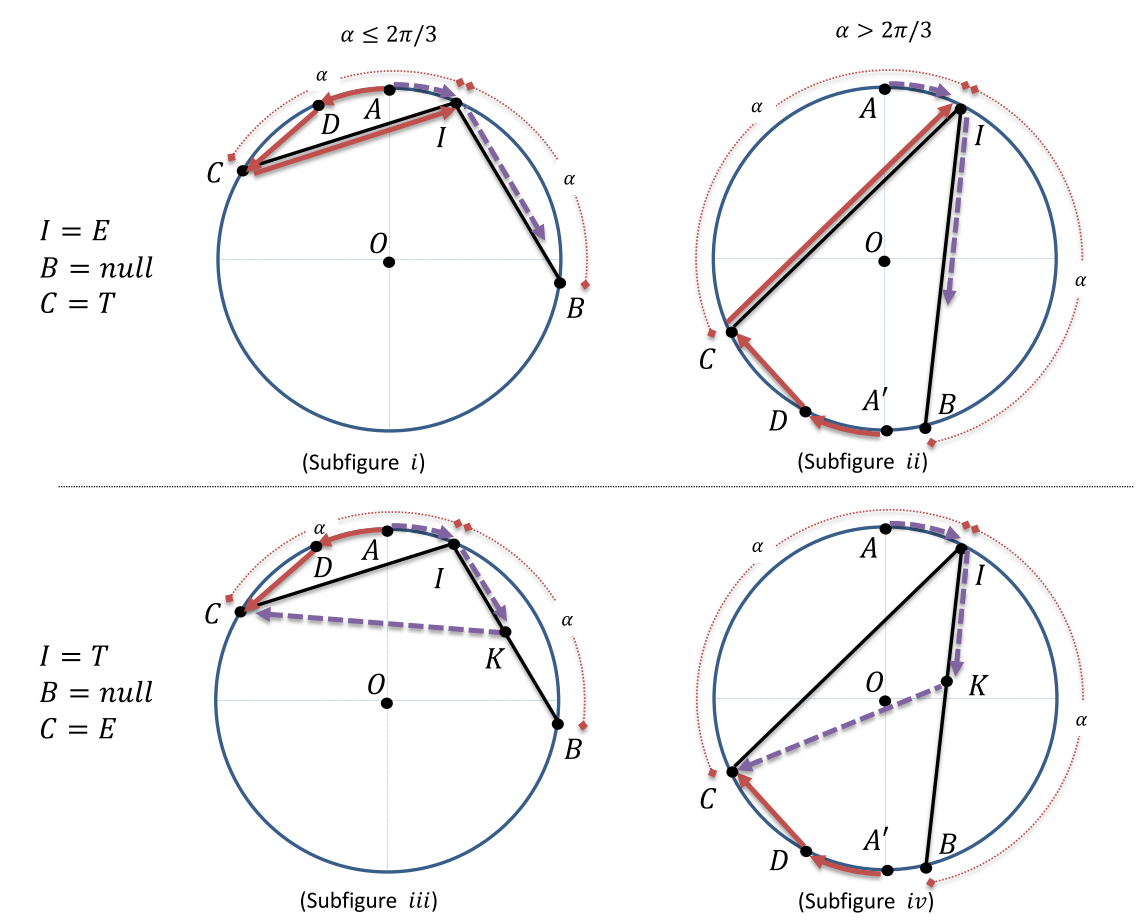 α ≤ 2π/3
α > 2π/3
α
A
D
I
C
α
O
B
I = E
B = null
C = T
(Subfigure i)
α
A
I
O
α
C
A′
B
D
(Subfigure ii)
α
A
D
I
C
α
K
O
B
I = T
B = null
C = E
(Subfigure iii)
α
A
I
O
K
α
C
A′
B
D
(Subfigure iv)